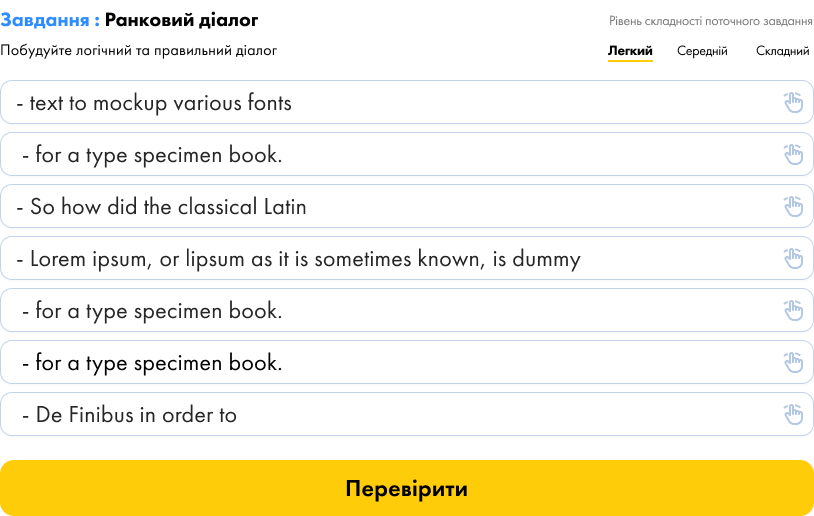 Завдання : Ранковий діалог
Рівень складності поточного завдання
Побудуйте логічний та правильний діалог
Легкий Середній Складний
- text to mockup various fonts
- for a type specimen book.
- So how did the classical Latin
- Lorem ipsum, or lipsum as it is sometimes known, is dummy
- for a type specimen book.
- for a type specimen book.
- De Finibus in order to
Перевірити